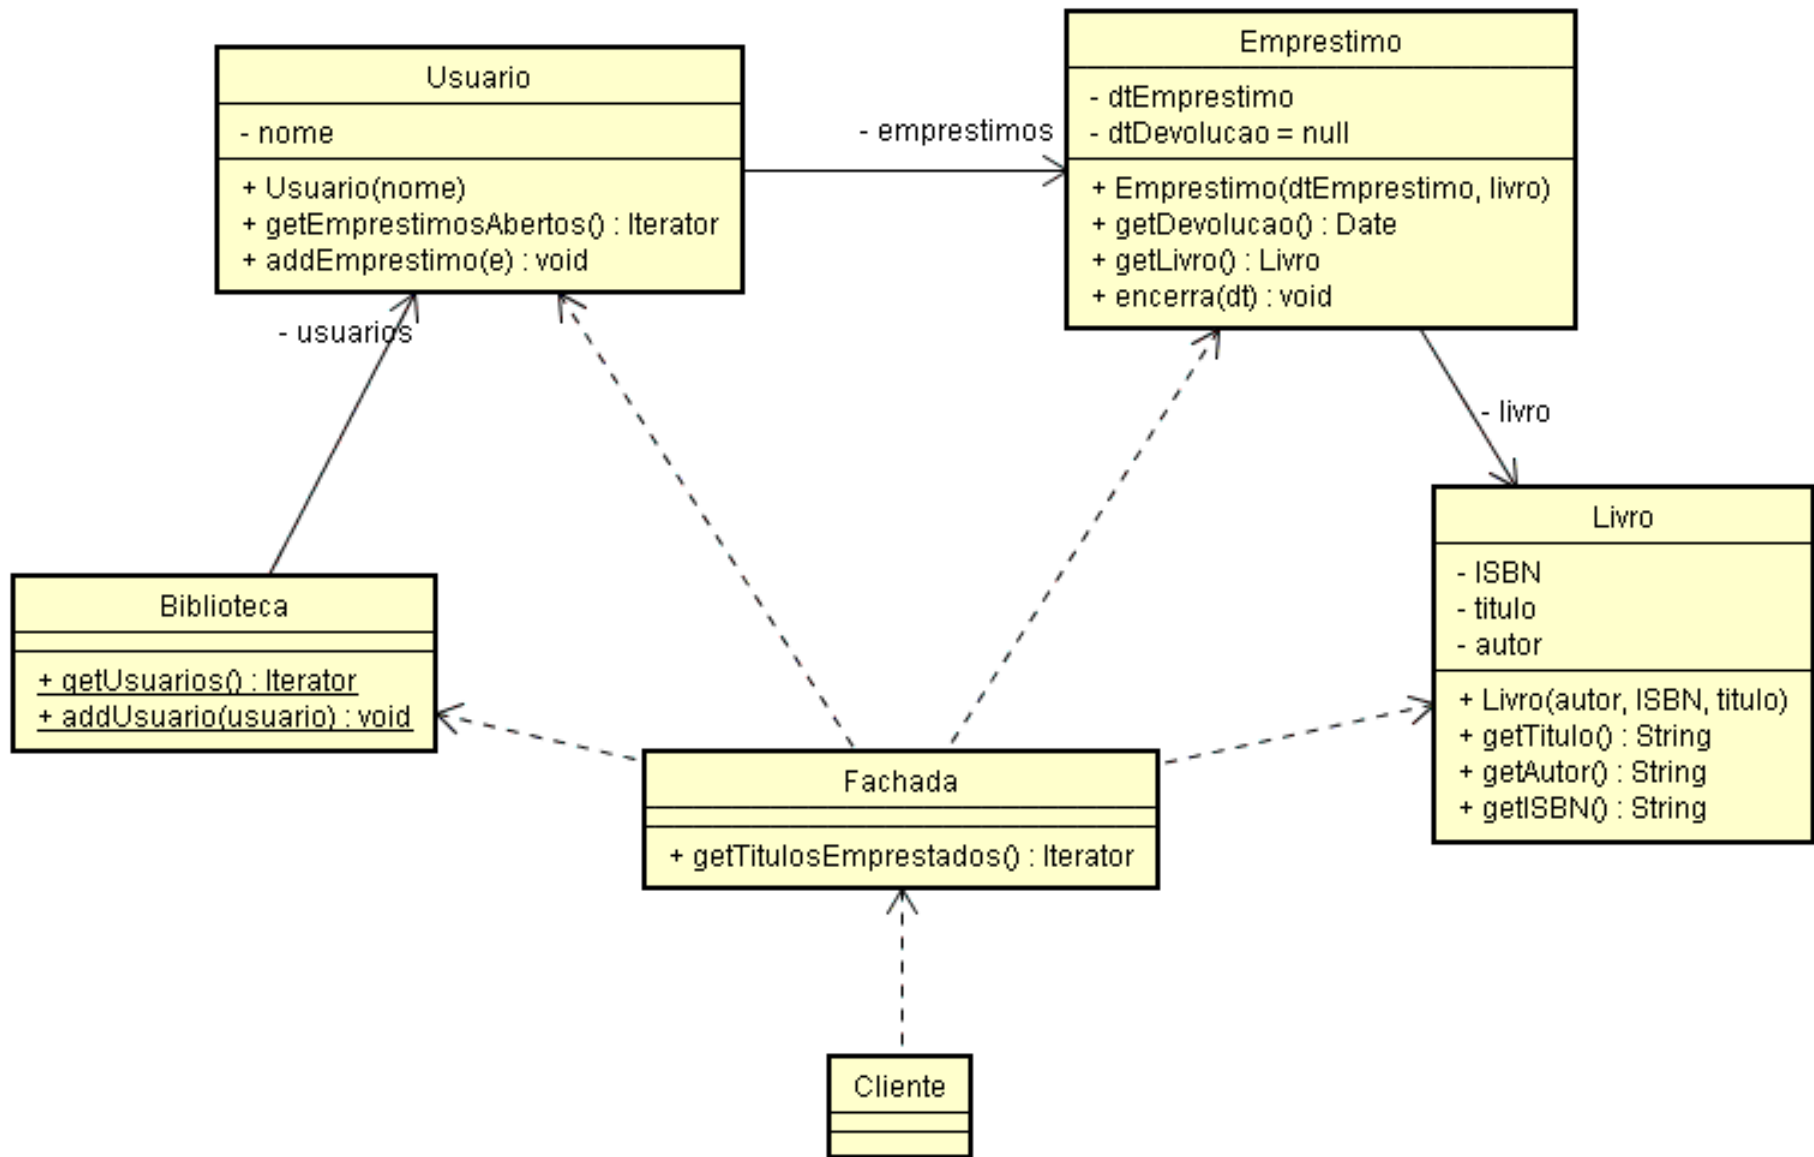 Usuario
- nome
+ Usuario(nome)
+ getEmprestimosAbertos() : Iterator
+ addEmprestimo(e) : void
- emprestimos
Emprestimo
- dtEmprestimo
- dtDevolucao = null
+ Emprestimo(dtEmprestimo, livro)
+ getDevolucao() : Date
+ getLivro() : Livro
+ encerra(dt) : void
- usuarios
- livro
Biblioteca
+ getUsuarios() : Iterator
+ addUsuario(usuario) : void
Livro
- ISBN
- titulo
- autor
+ Livro(autor, ISBN, titulo)
+ getTitulo() : String
+ getAutor() : String
+ getISBN() : String
Fachada
+ getTitulosEmprestados() : Iterator
Cliente